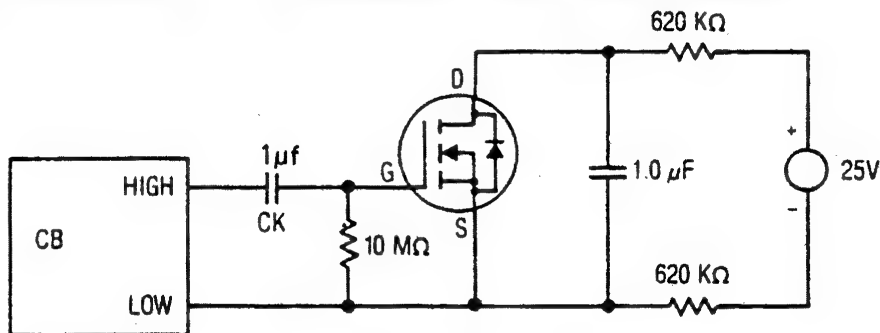 620 KΩ
D
1µf
HIGH
G
+
CB
CK
1.0 µF
25V
S
10 MΩ
-
620 KΩ
LOW